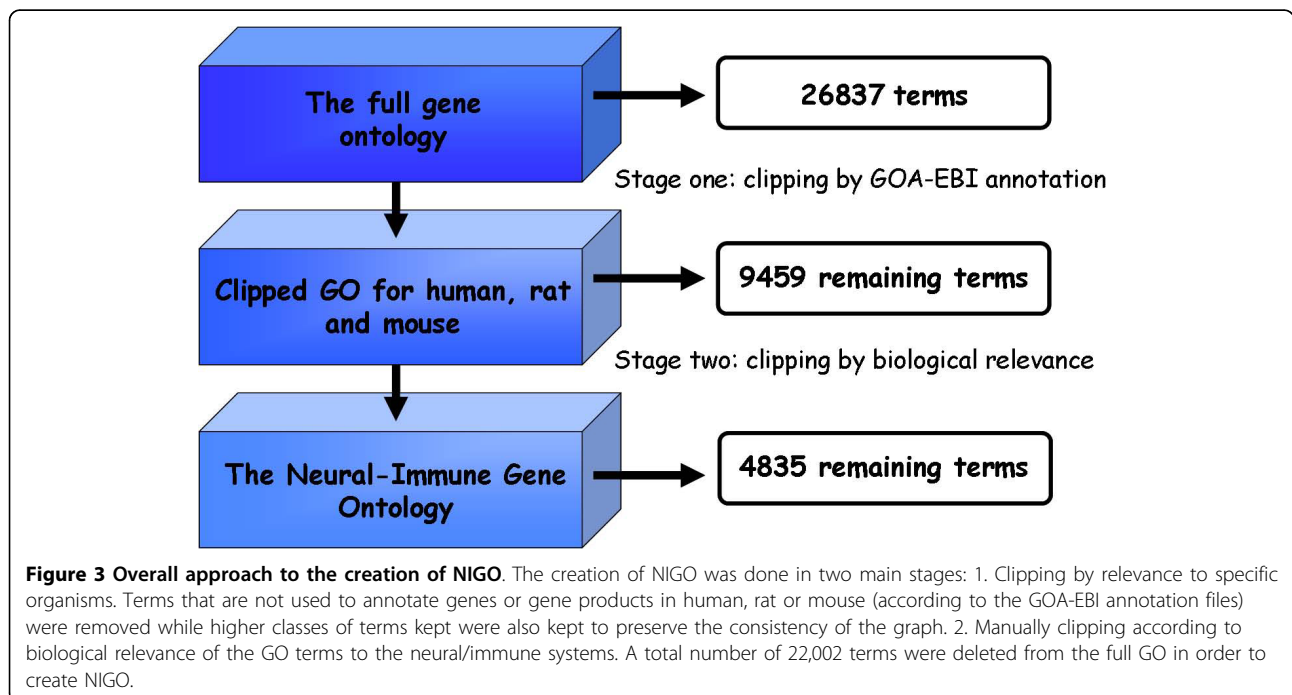 The full gene
ontology
26837 terms
Stage one: clipping by GOA-EBI annotation
Clipped GO for human, rat
and mouse
9459 remaining terms
Stage two: clipping by biological relevance
The Neural-Immune Gene
Ontology
4835 remaining terms
Figure 3 Overall approach to the creation of NIGO. The creation of NIGO was done in two main stages: 1. Clipping by relevance to specific
organisms. Terms that are not used to annotate genes or gene products in human, rat or mouse (according to the GOA-EBI annotation files)
were removed while higher classes of terms kept were also kept to preserve the consistency of the graph. 2. Manually clipping according to
biological relevance of the GO terms to the neural/immune systems. A total number of 22,002 terms were deleted from the full GO in order to
create NIGO.